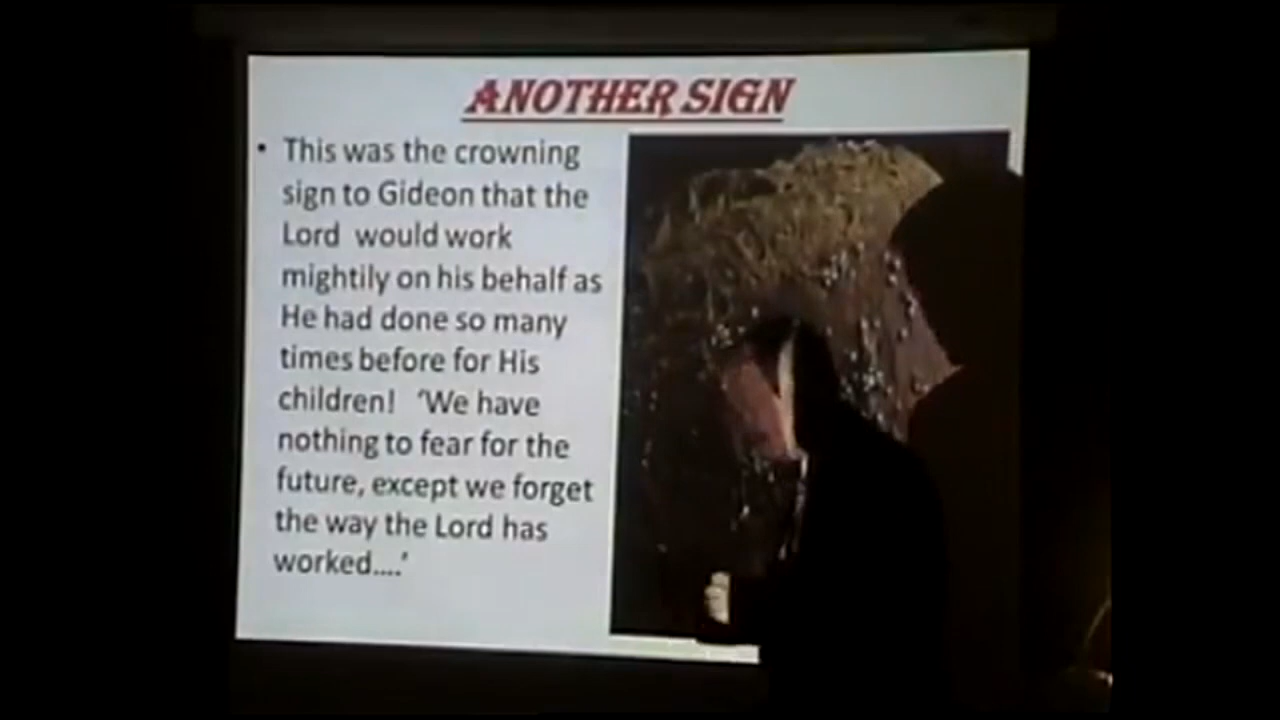 ANOTHER SIGN
• This was the crowning
sign to Gideon that the
Lord would work
mightily on his behalf as
He had done so many
times before for His
children! ‘We have
nothing to fear for the
future, except we forget
the way the Lord has
worked....’